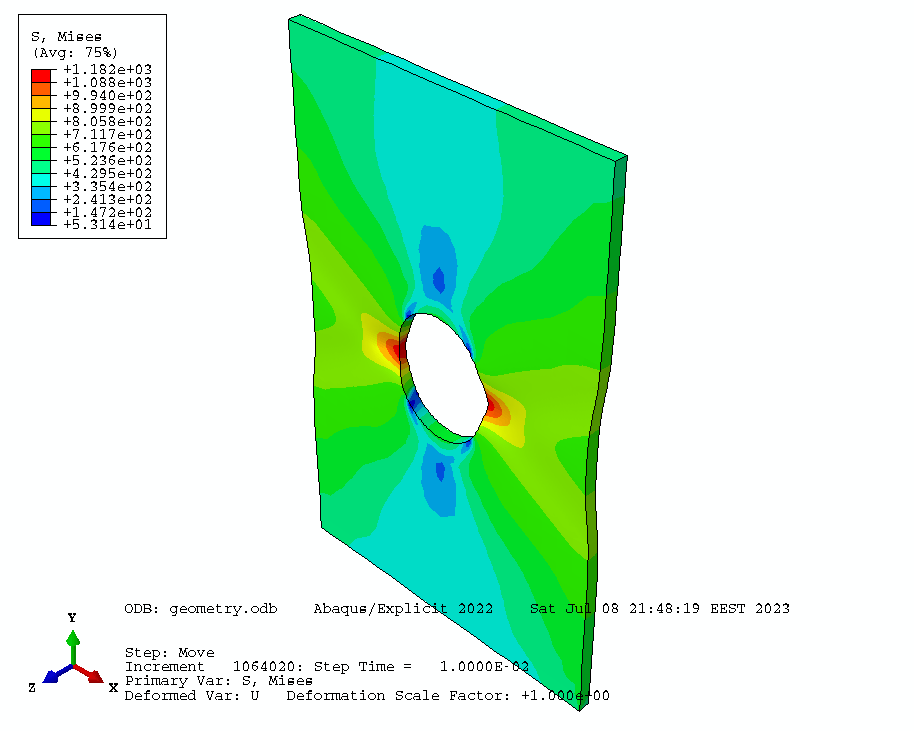 S, Mises
(Avg: 75%)
+1.182e+03
+1.088e+03
+9.940e+02
+8.999e+02
+8.058e+02
+7.117e+02
+6.176e+02
+5.236e+02
+4.295e+02
+3.354e+02
+2.413e+02
+1.472e+02
+5.314e+01
ODB: geometry.odb Abaqus/Explicit 2022 Sat Jul 08 21:48:19 EEST 2023
Y
Z
X
Step: Move
Increment 1064020: Step Time = 1.0000E-02
Primary Var: S, Mises
Deformed Var: U Deformation Scale Factor: +1.000e+00